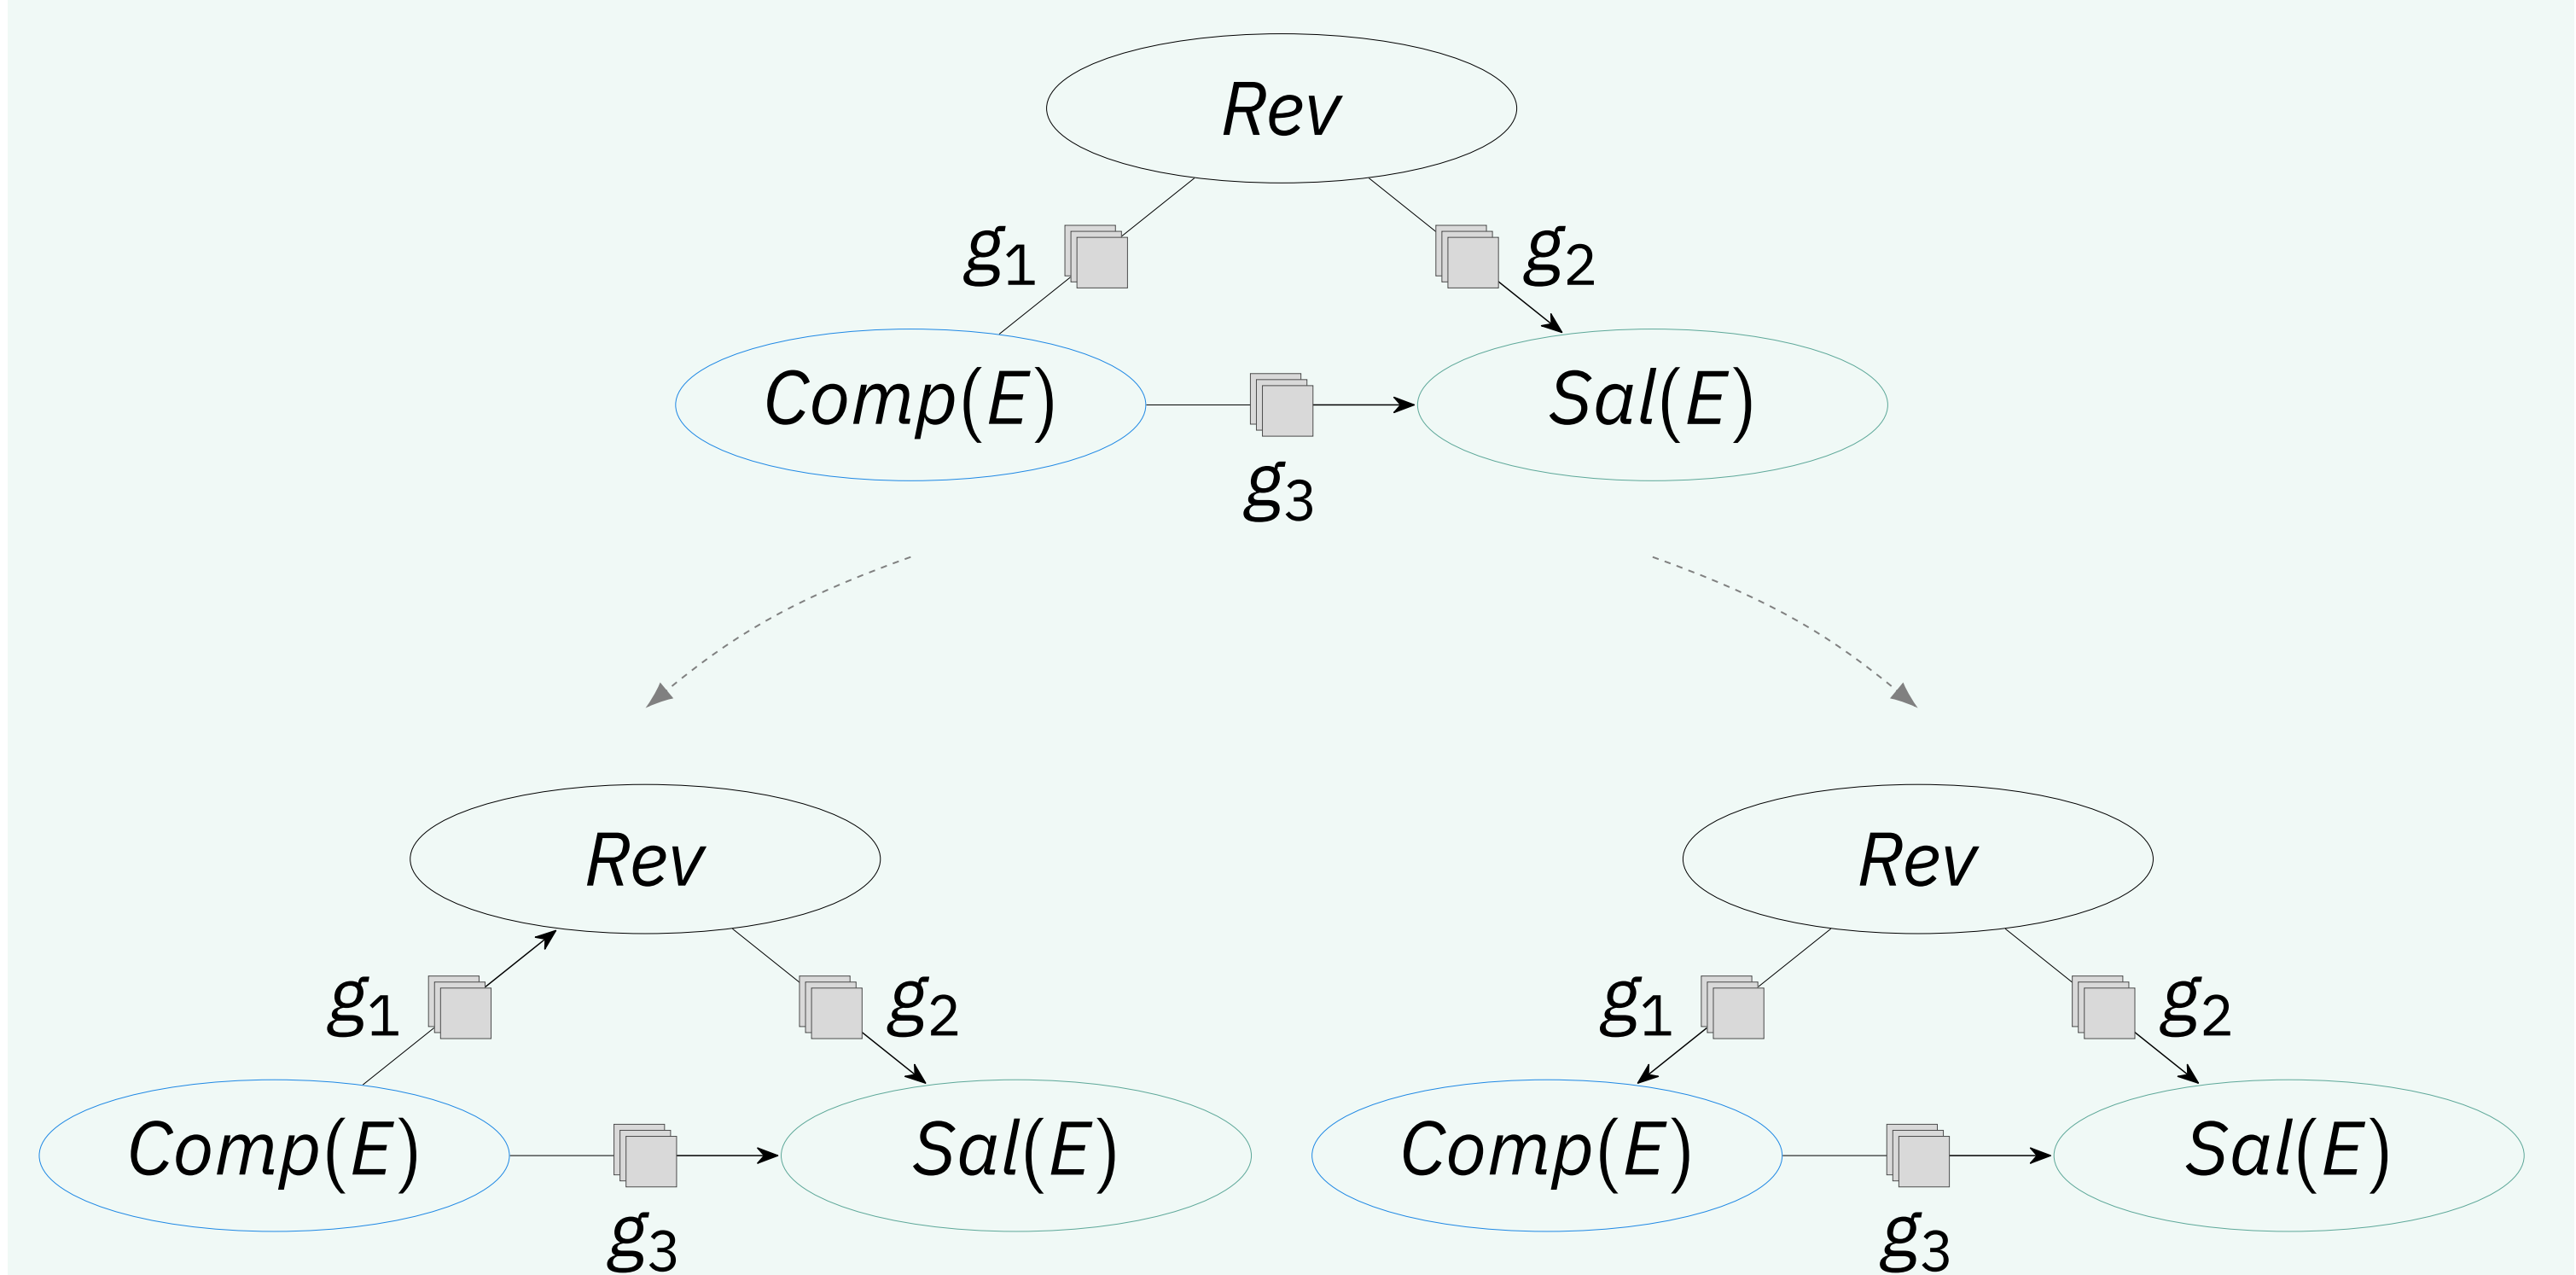 Rev
g1 g2
Comp(E) Sal(E)
g3
Rev
g1 g2
Comp(E) Sal(E)
g3
Rev
g1 g2
Comp(E) Sal(E)
g3